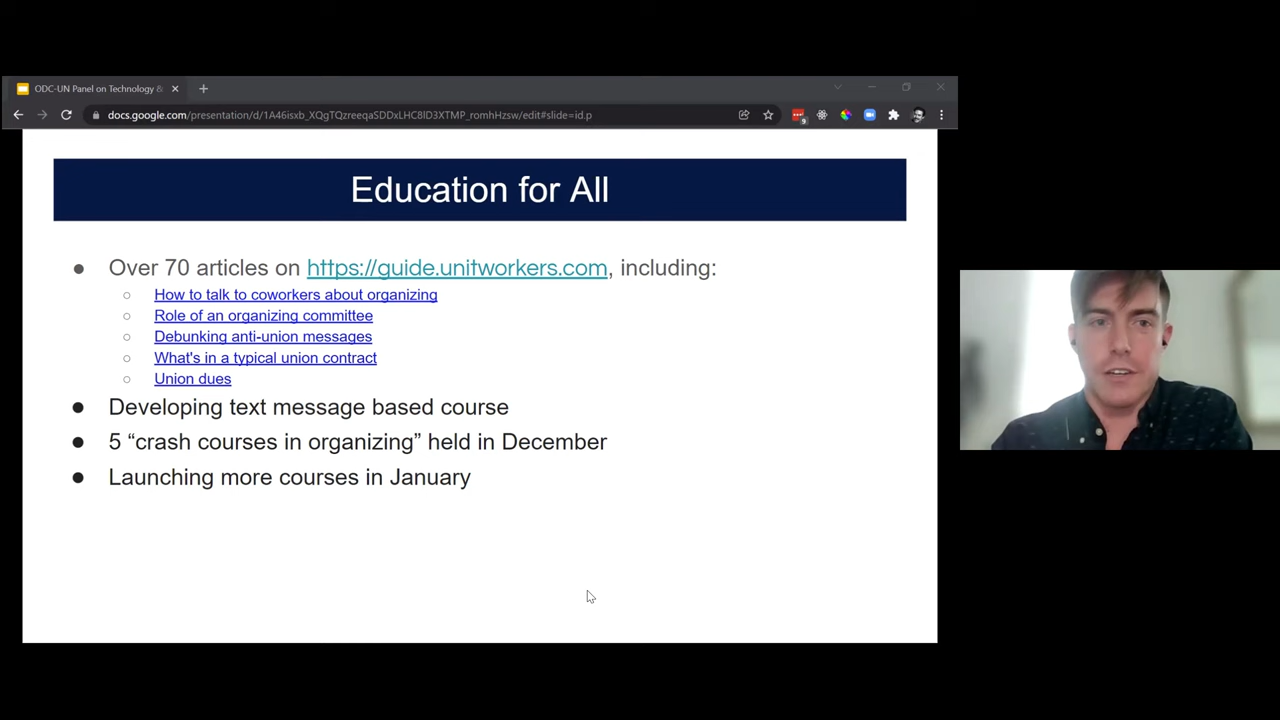 ODC-UN Panel on Technology &
docs.google.com/presentation/d/1A46isxb_XQgTQzreeqaSDDxLHC8lD3XTMP_romhHzsw/edit#slide=id.p
9
Education for All
● Over 70 articles on https://guide.unitworkers.com, including:
○ How to talk to coworkers about organizing
○ Role of an organizing committee
○ Debunking anti-union messages
○ What's in a typical union contract
○ Union dues
● Developing text message based course
● 5 “crash courses in organizing” held in December
● Launching more courses in January